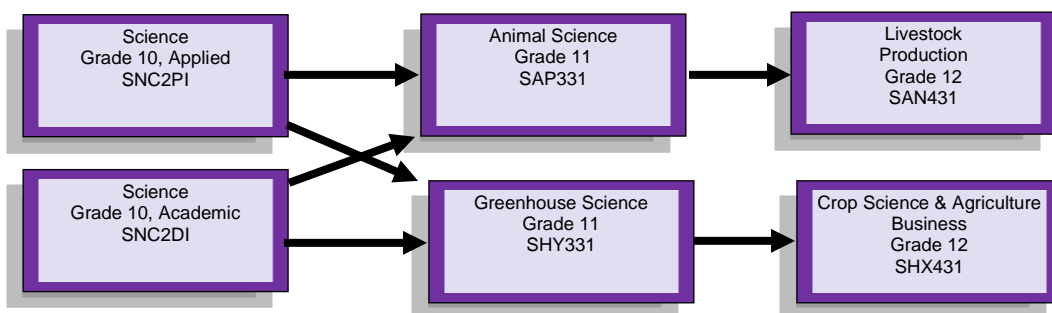 Science
Grade 10, Applied
SNC2PI
Animal Science
Grade 11
SAP331
Livestock
Production
Grade 12
SAN431
Science
Grade 10, Academic
SNC2DI
Greenhouse Science
Grade 11
SHY331
Crop Science & Agriculture
Business
Grade 12
SHX431